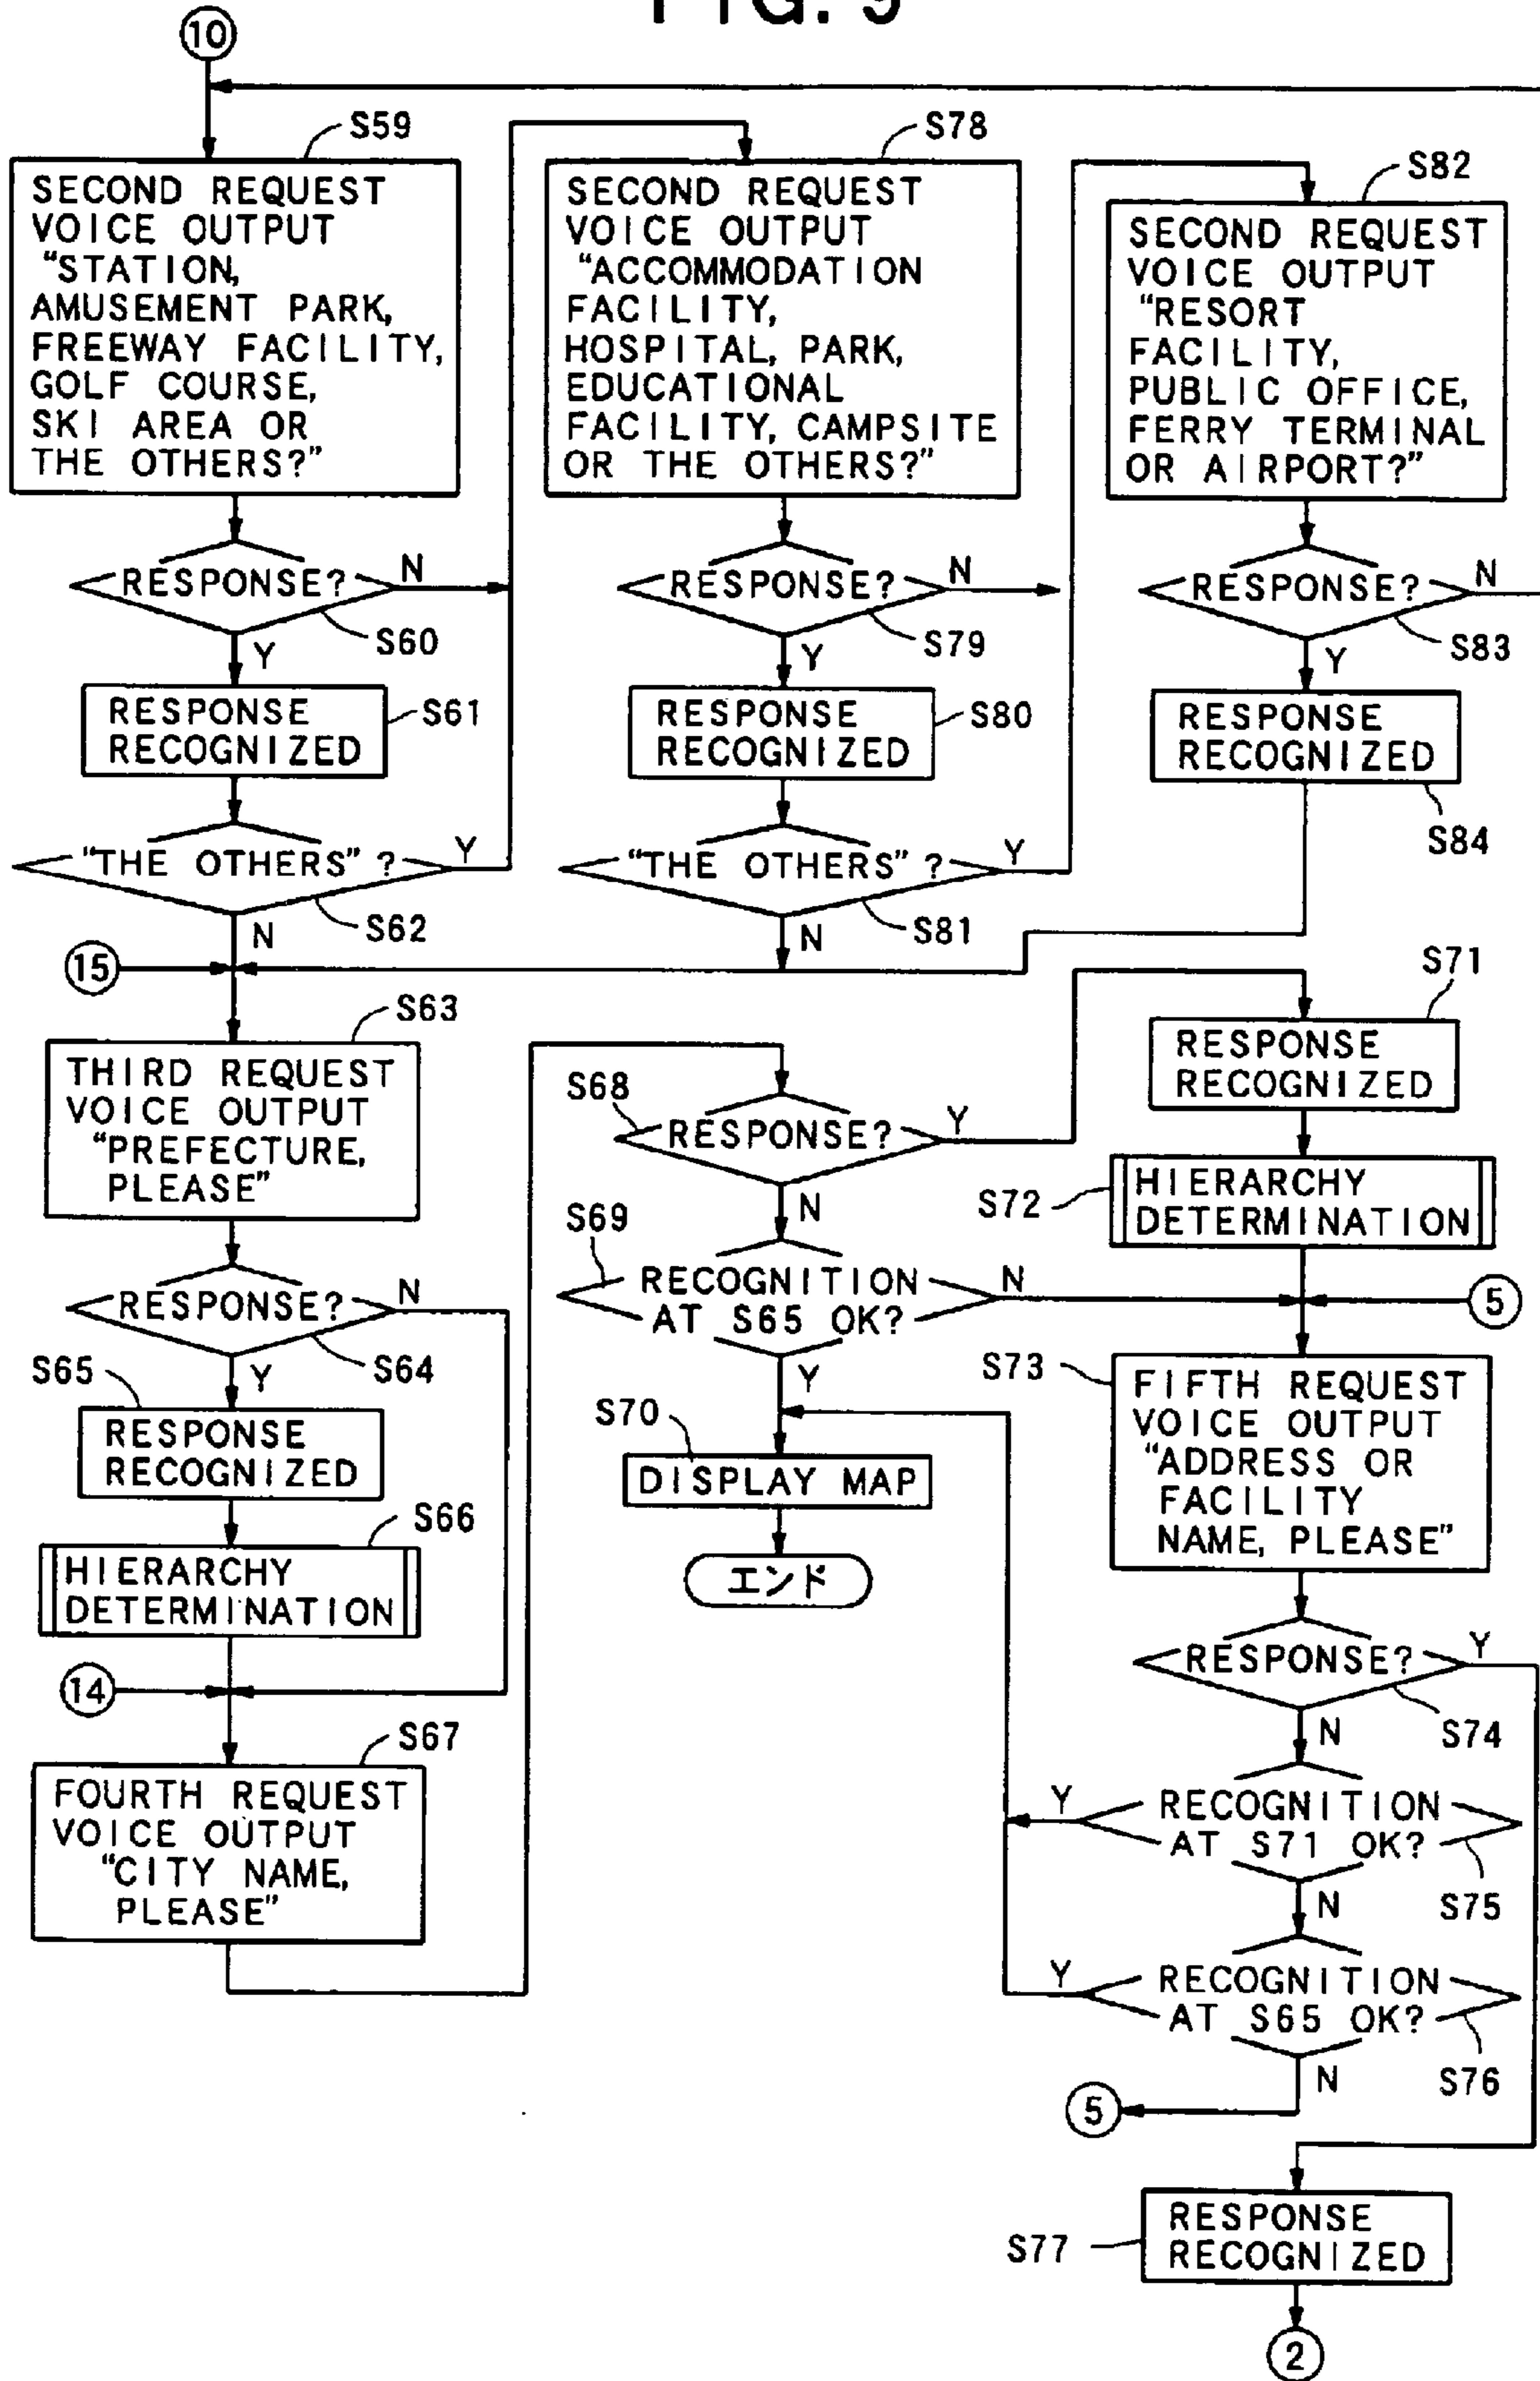 FIG. 9
10
S59
SECOND REQUEST
VOICE OUTPUT
"STATION,
AMUSEMENT PARK,
FREEWAY FACILITY,
GOLF COURSE,
SKI AREA OR
THE OTHERS?"
RESPONSE?
N
S60
Y
RESPONSE
RECOGNIZED
S61
"THE OTHERS"?
Y
S62
N
15
S78
SECOND REQUEST
VOICE OUTPUT
"ACCOMMODATION
FACILITY,
HOSPITAL, PARK,
EDUCATIONAL
FACILITY, CAMPSITE
OR THE OTHERS?"
RESPONSE?
N
S79
Y
RESPONSE
RECOGNIZED
S80
"THE OTHERS"?
Y
S81
N
S82
SECOND REQUEST
VOICE OUTPUT
"RESORT
FACILITY,
PUBLIC OFFICE,
FERRY TERMINAL
OR AIRPORT?"
RESPONSE?
N
S83
Y
RESPONSE
RECOGNIZED
S84
S63
THIRD REQUEST
VOICE OUTPUT
"PREFECTURE,
PLEASE"
RESPONSE?
N
S64
Y
S65
RESPONSE
RECOGNIZED
S66
HIERARCHY
DETERMINATION
14
S67
FOURTH REQUEST
VOICE OUTPUT
"CITY NAME,
PLEASE"
S68
RESPONSE?
Y
N
S69
RECOGNITION
AT S65 OK?
N
Y
S70
DISPLAY MAP
エンド
S71
RESPONSE
RECOGNIZED
S72
HIERARCHY
DETERMINATION
5
S73
FIFTH REQUEST
VOICE OUTPUT
"ADDRESS OR
FACILITY
NAME, PLEASE"
RESPONSE?
Y
S74
N
RECOGNITION
AT S71 OK?
Y
S75
N
RECOGNITION
AT S65 OK?
Y
S76
N
5
S77
RESPONSE
RECOGNIZED
2